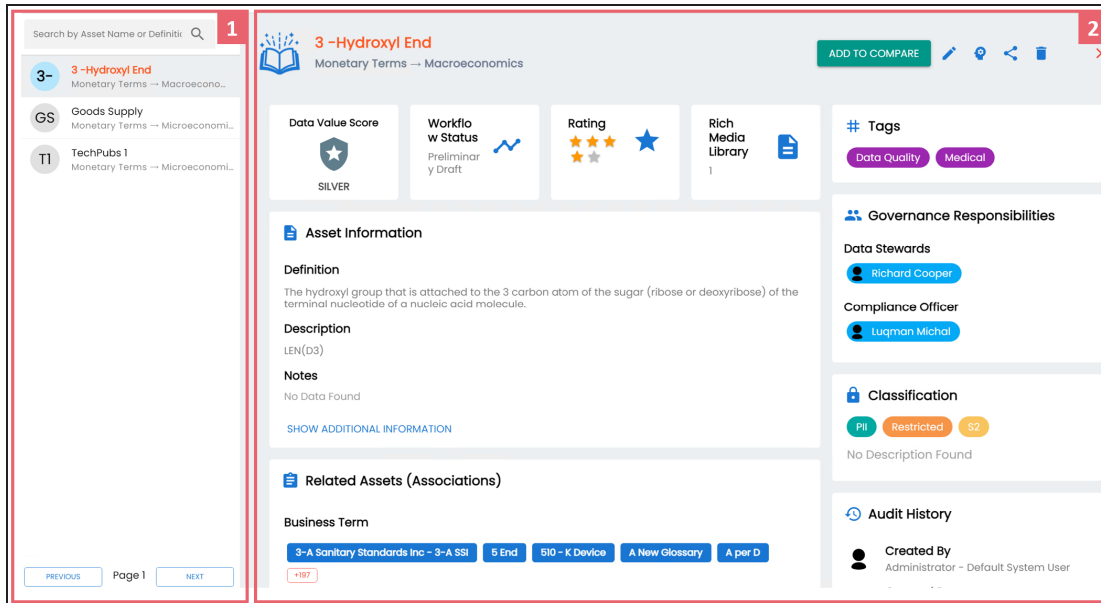 Search by Asset Name or Definitic
1
3-
3 -Hydroxyl End
Monetary Terms → Macroecono...
GS
Goods Supply
Monetary Terms → Microeconomi...
T1
TechPubs 1
Monetary Terms → Microeconomi...
PREVIOUS
Page 1
NEXT
2
3 -Hydroxyl End
Monetary Terms → Macroeconomics
ADD TO COMPARE
Data Value Score
SILVER
Workflo
w Status
Preliminar
y Draft
Rating
Rich
Media
Library
1
Asset Information
Definition
The hydroxyl group that is attached to the 3 carbon atom of the sugar (ribose or deoxyribose) of the
terminal nucleotide of a nucleic acid molecule.
Description
LEN(D3)
Notes
No Data Found
SHOW ADDITIONAL INFORMATION
Related Assets (Associations)
Business Term
3-A Sanitary Standards Inc - 3-A SSI
5 End
510 - K Device
A New Glossary
A per D
+197
Tags
Data Quality
Medical
Governance Responsibilities
Data Stewards
Richard Cooper
Compliance Officer
Luqman Michal
Classification
PII
Restricted
S2
No Description Found
Audit History
Created By
Administrator - Default System User